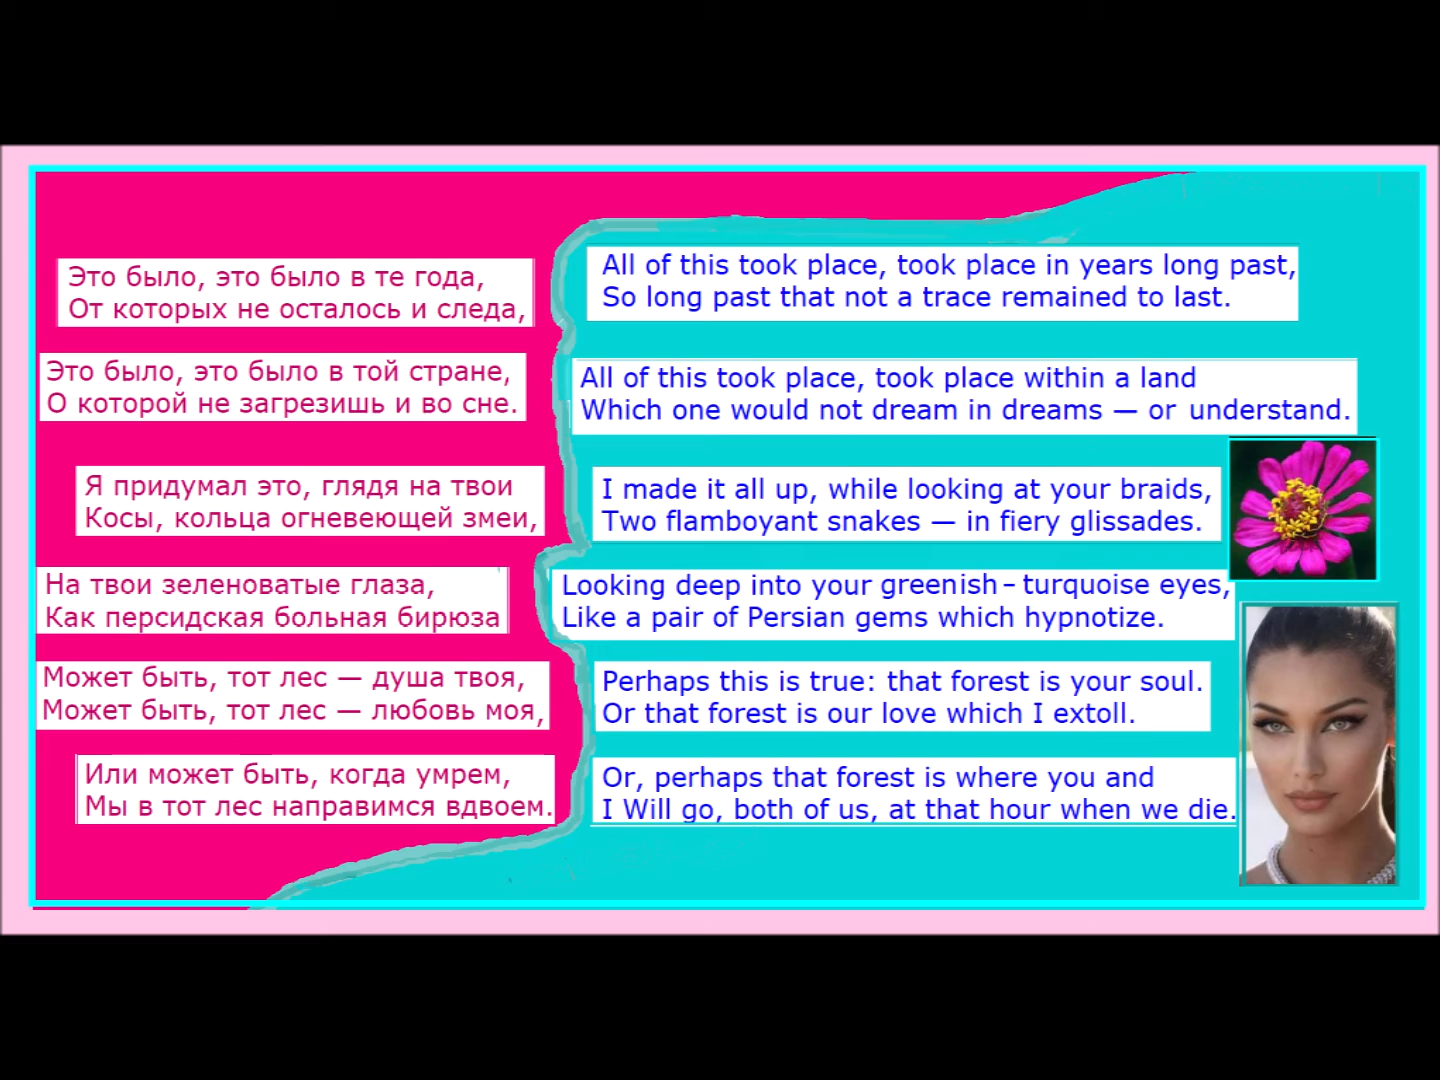 Это было, это было в те года,
От которых не осталось и следа,
Это было, это было в той стране,
О которой не загрезишь и во сне.
Я придумал это, глядя на твои
Косы, кольца огневеющей змеи,
На твои зеленоватые глаза,
Как персидская больная бирюза
Может быть, тот лес — душа твоя,
Может быть, тот лес — любовь моя,
Или может быть, когда умрем,
Мы в тот лес направимся вдвоем.
All of this took place, took place in years long past,
So long past that not a trace remained to last.
All of this took place, took place within a land
Which one would not dream in dreams — or understand.
I made it all up, while looking at your braids,
Two flamboyant snakes — in fiery glissades.
Looking deep into your greenish – turquoise eyes,
Like a pair of Persian gems which hypnotize.
Perhaps this is true: that forest is your soul.
Or that forest is our love which I extoll.
Or, perhaps that forest is where you and
I Will go, both of us, at that hour when we die.